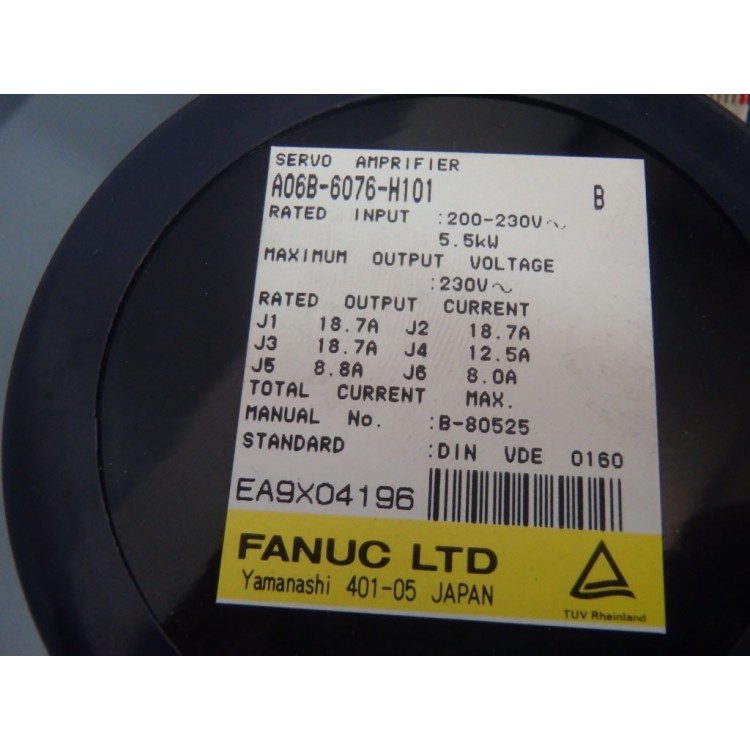 SERVO AMPRIFIER
A06B-6076-H101 B
RATED INPUT :200-230V~
5.5kW
MAXIMUM OUTPUT VOLTAGE
:230V~
RATED OUTPUT CURRENT
J1 18.7A J2 18.7A
J3 18.7A J4 12.5A
J5 8.8A J6 8.0A
TOTAL CURRENT MAX.
MANUAL No. :B-80525
STANDARD :DIN VDE 0160
EA9X04196
FANUC LTD
Yamanashi 401-05 JAPAN
TUV Rheinland